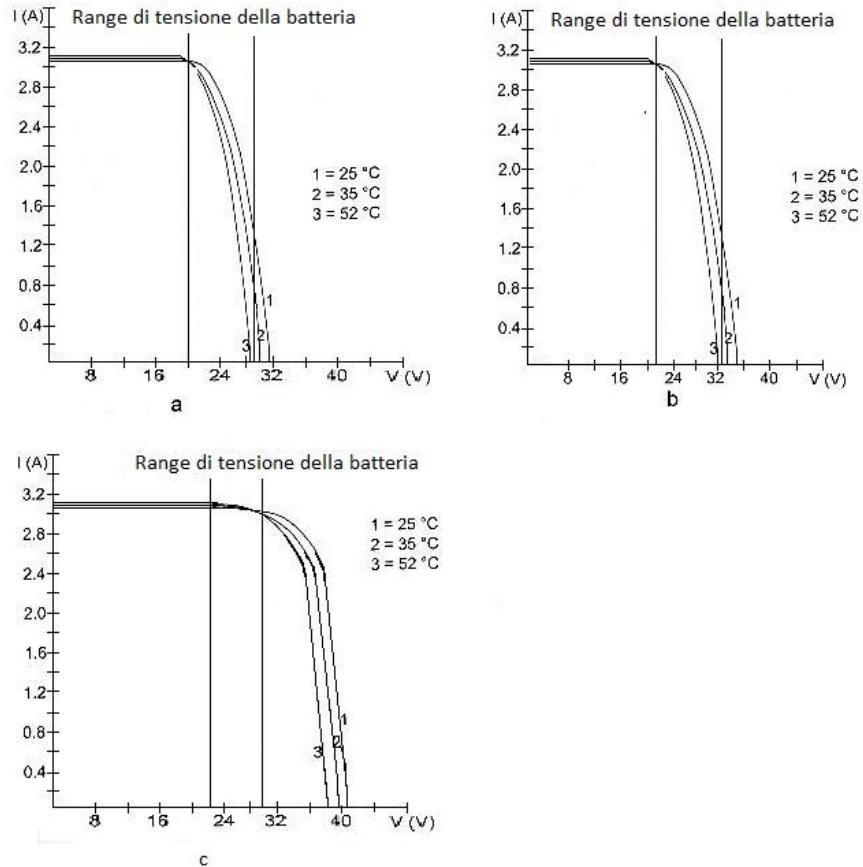 I (A) Range di tensione della batteria
3.2
2.8
2.4
2.0
1.6
1.2
0.8
0.4
1 = 25 °C
2 = 35 °C
3 = 52 °C
1
2
3
8 16 24 32 40 V (V)
a
I (A) Range di tensione della batteria
3.2
2.8
2.4
2.0
1.6
1.2
0.8
0.4
1 = 25 °C
2 = 35 °C
3 = 52 °C
1
2
3
8 16 24 32 40 V (V)
b
I (A) Range di tensione della batteria
3.2
2.8
2.4
2.0
1.6
1.2
0.8
0.4
1 = 25 °C
2 = 35 °C
3 = 52 °C
1
2
3
8 16 24 32 40 V (V)
c